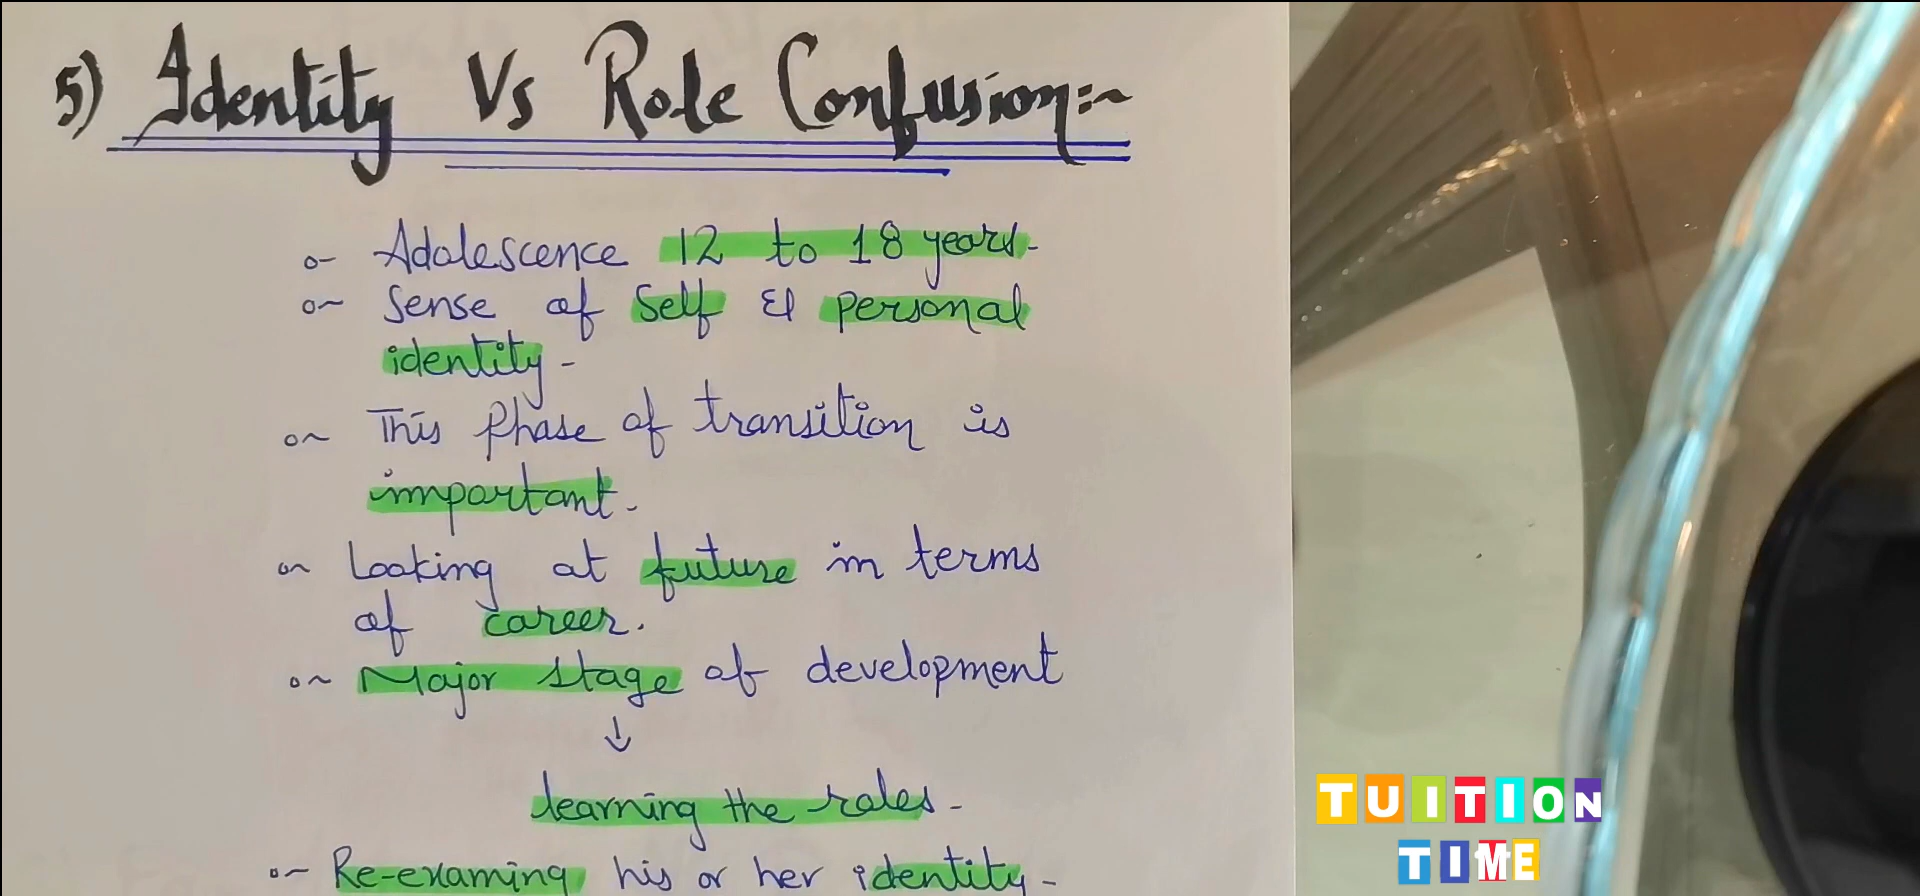 5) Identity Vs Role Confusion:~
o- Adolescence 12 to 18 years-
o~ Sense of Self & personal
identity-
o~ This phase of transition is
important.
o~ Looking at future in terms
of career.
o~ Major stage of development
↓
learning the roles-
o~ Re-examing his or her identity-
TUITION
TIME